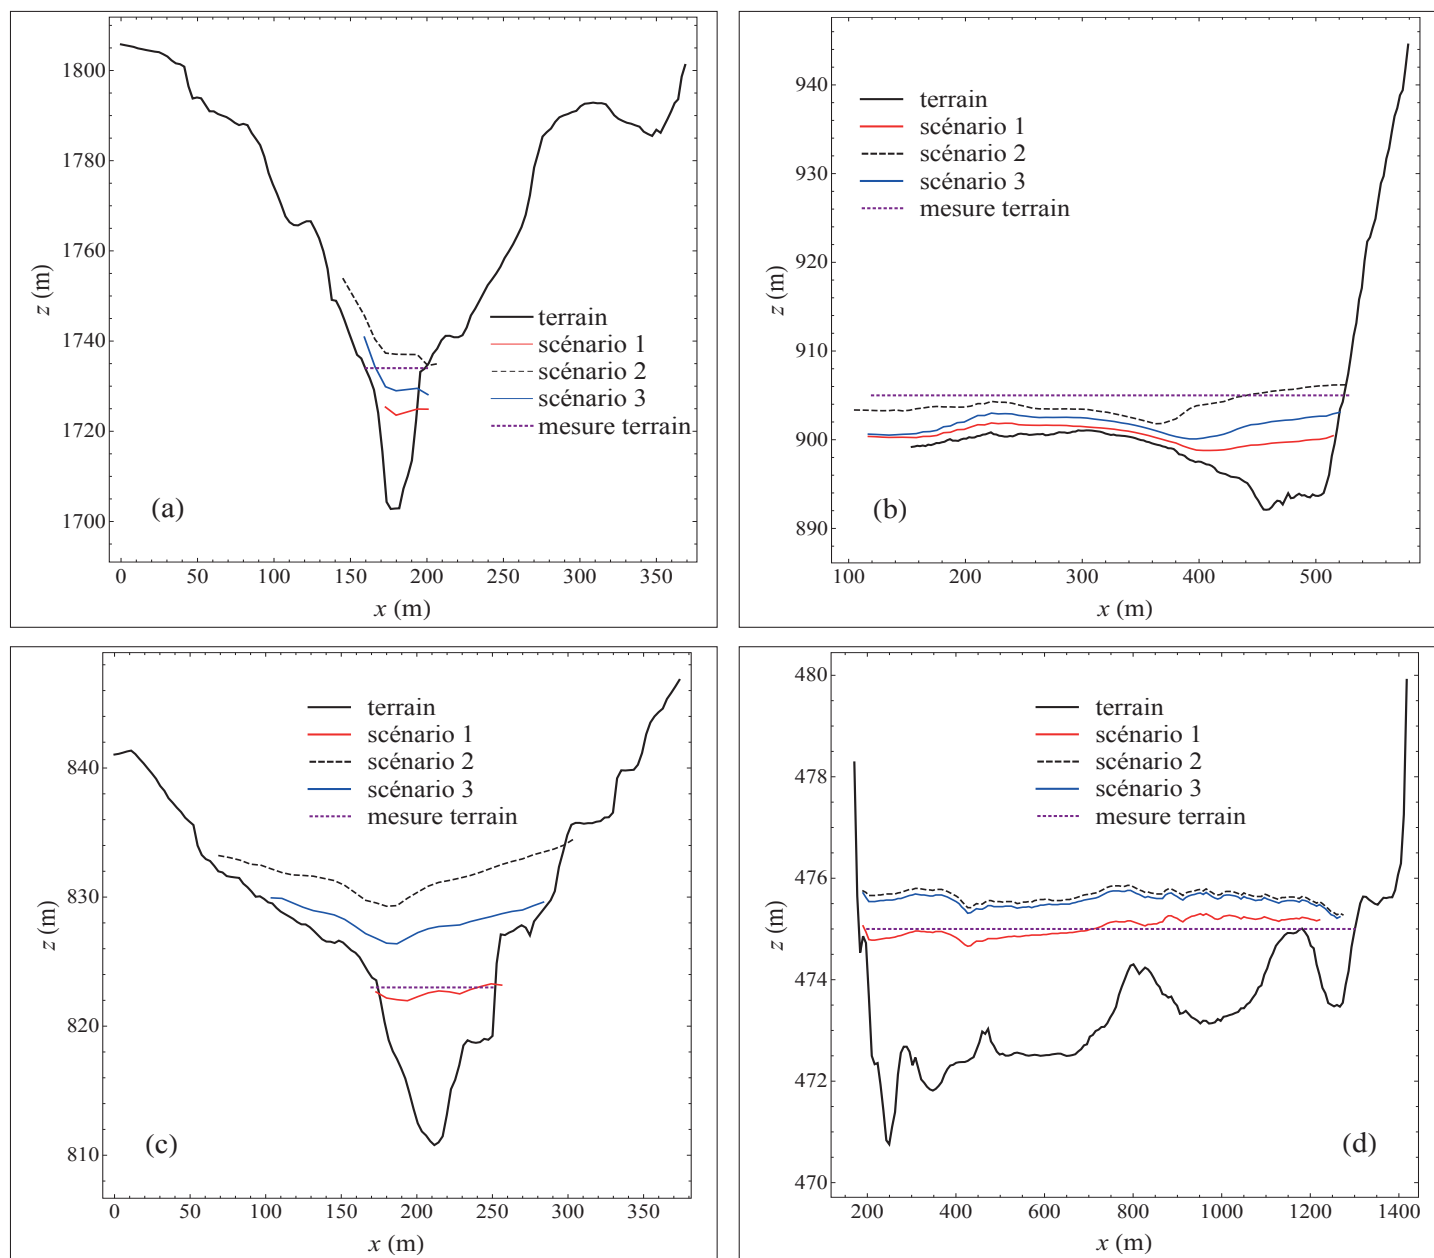 1800
1780
1760
1740
1720
1700
z (m)
terrain
scénario 1
scénario 2
scénario 3
mesure terrain
(a)
0 50 100 150 200 250 300 350
x (m)
940
930
920
910
900
890
z (m)
terrain
scénario 1
scénario 2
scénario 3
mesure terrain
(b)
100 200 300 400 500
x (m)
840
830
820
810
z (m)
terrain
scénario 1
scénario 2
scénario 3
mesure terrain
(c)
0 50 100 150 200 250 300 350
x (m)
480
478
476
474
472
470
z (m)
terrain
scénario 1
scénario 2
scénario 3
mesure terrain
(d)
200 400 600 800 1000 1200 1400
x (m)